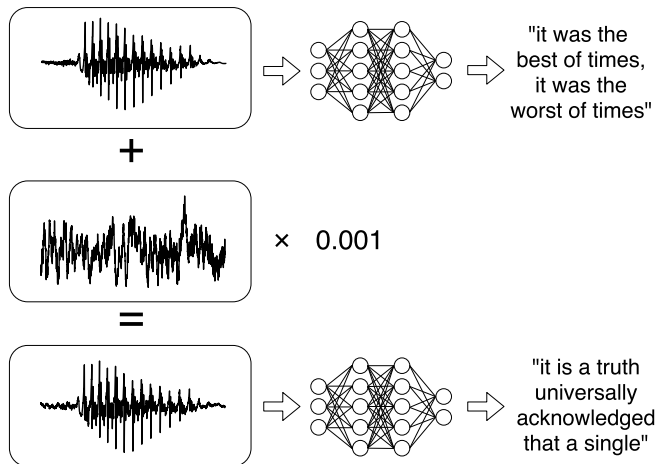 "it was the
best of times,
it was the
worst of times"
+
× 0.001
=
"it is a truth
universally
acknowledged
that a single"